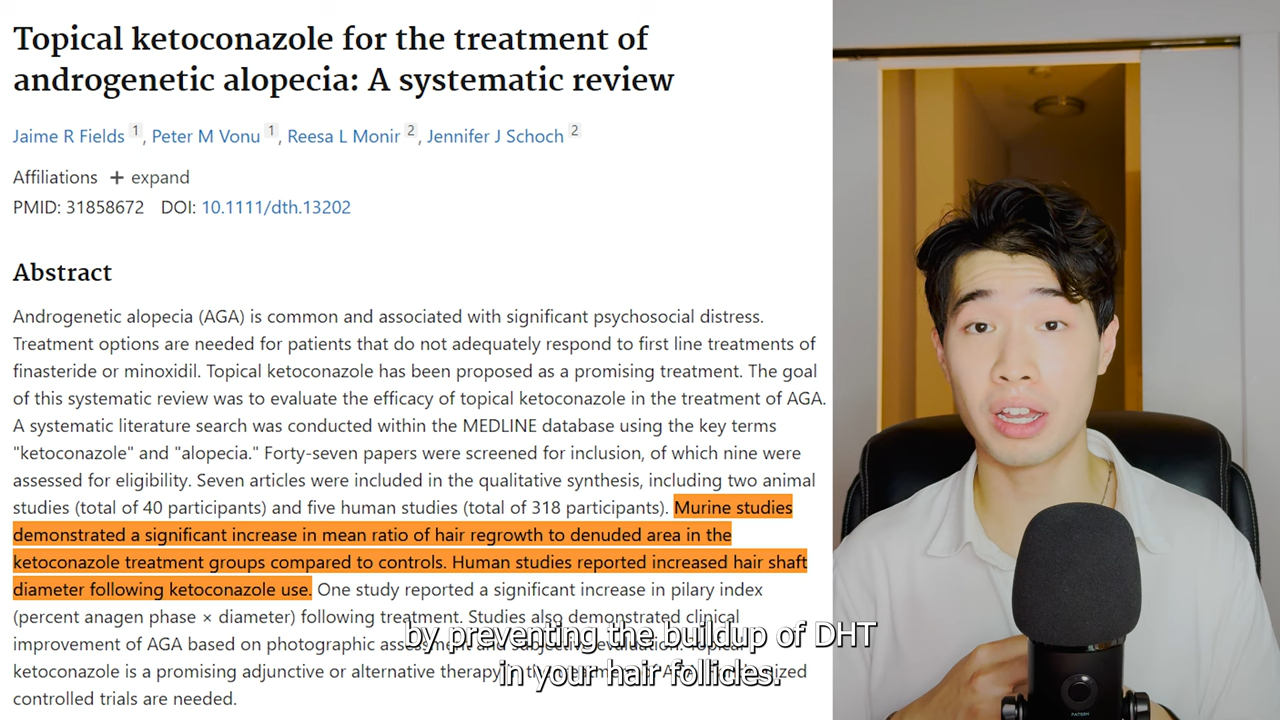 Topical ketoconazole for the treatment of
androgenetic alopecia: A systematic review
Jaime R Fields 1, Peter M Vonu 1, Reesa L Monir 2, Jennifer J Schoch 2
Affiliations + expand
PMID: 31858672 DOI: 10.1111/dth.13202
Abstract
Androgenetic alopecia (AGA) is common and associated with significant psychosocial distress.
Treatment options are needed for patients that do not adequately respond to first line treatments of
finasteride or minoxidil. Topical ketoconazole has been proposed as a promising treatment. The goal
of this systematic review was to evaluate the efficacy of topical ketoconazole in the treatment of AGA.
A systematic literature search was conducted within the MEDLINE database using the key terms
"ketoconazole" and "alopecia." Forty-seven papers were screened for inclusion, of which nine were
assessed for eligibility. Seven articles were included in the qualitative synthesis, including two animal
studies (total of 40 participants) and five human studies (total of 318 participants). Murine studies
demonstrated a significant increase in mean ratio of hair regrowth to denuded area in the
ketoconazole treatment groups compared to controls. Human studies reported increased hair shaft
diameter following ketoconazole use. One study reported a significant increase in pilary index
(percent anagen phase × diameter) following treatment. Studies also demonstrated clinical
improvement of AGA based on photographic
ketoconazole is a promising adjunctive or alternative therapy
controlled trials are needed.
by preventing the buildup of DHT
in your hair follicles.